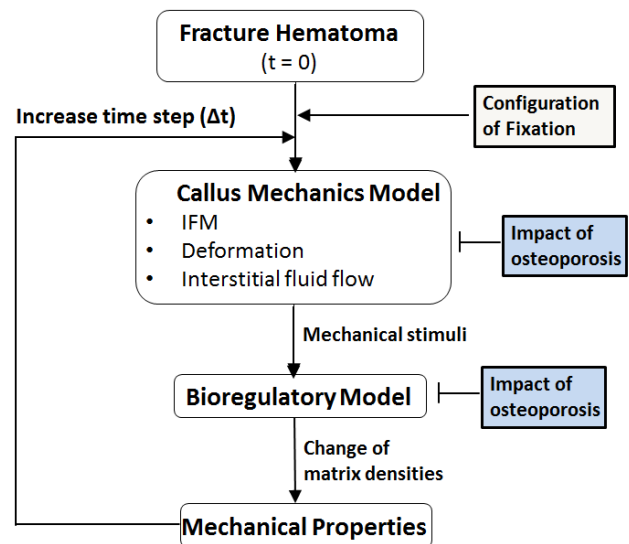 Fracture Hematoma
(t = 0)
Increase time step (Δt)
Configuration
of Fixation
Callus Mechanics Model
• IFM
• Deformation
• Interstitial fluid flow
Impact of
osteoporosis
Mechanical stimuli
Bioregulatory Model
Impact of
osteoporosis
Change of
matrix densities
Mechanical Properties